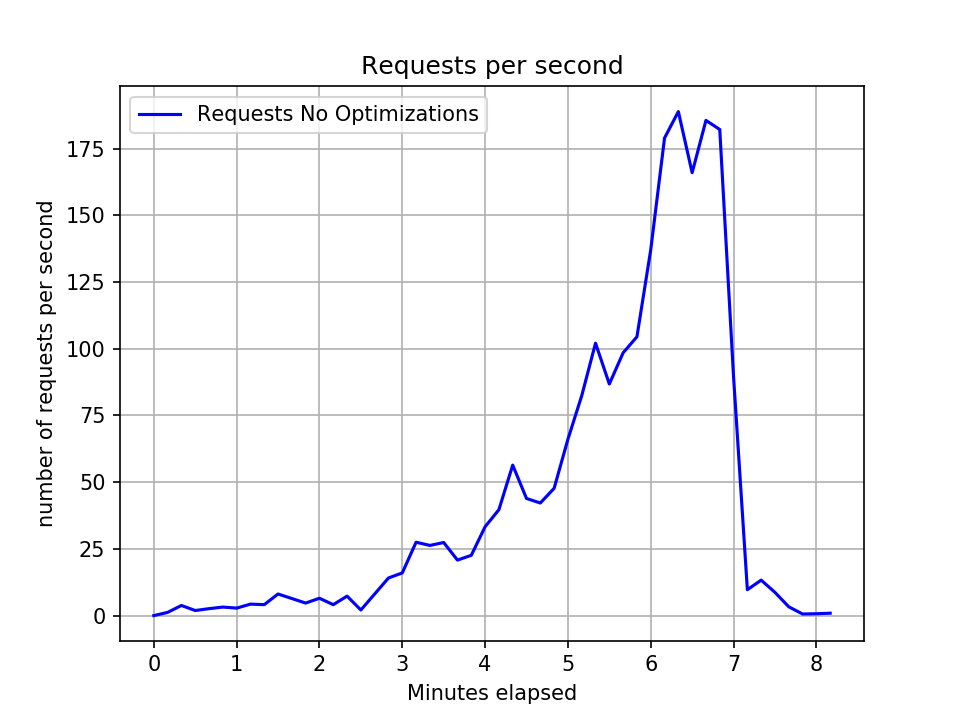 Requests per second
Requests No Optimizations
number of requests per second
175
150
125
100
75
50
25
0
0 1 2 3 4 5 6 7 8
Minutes elapsed